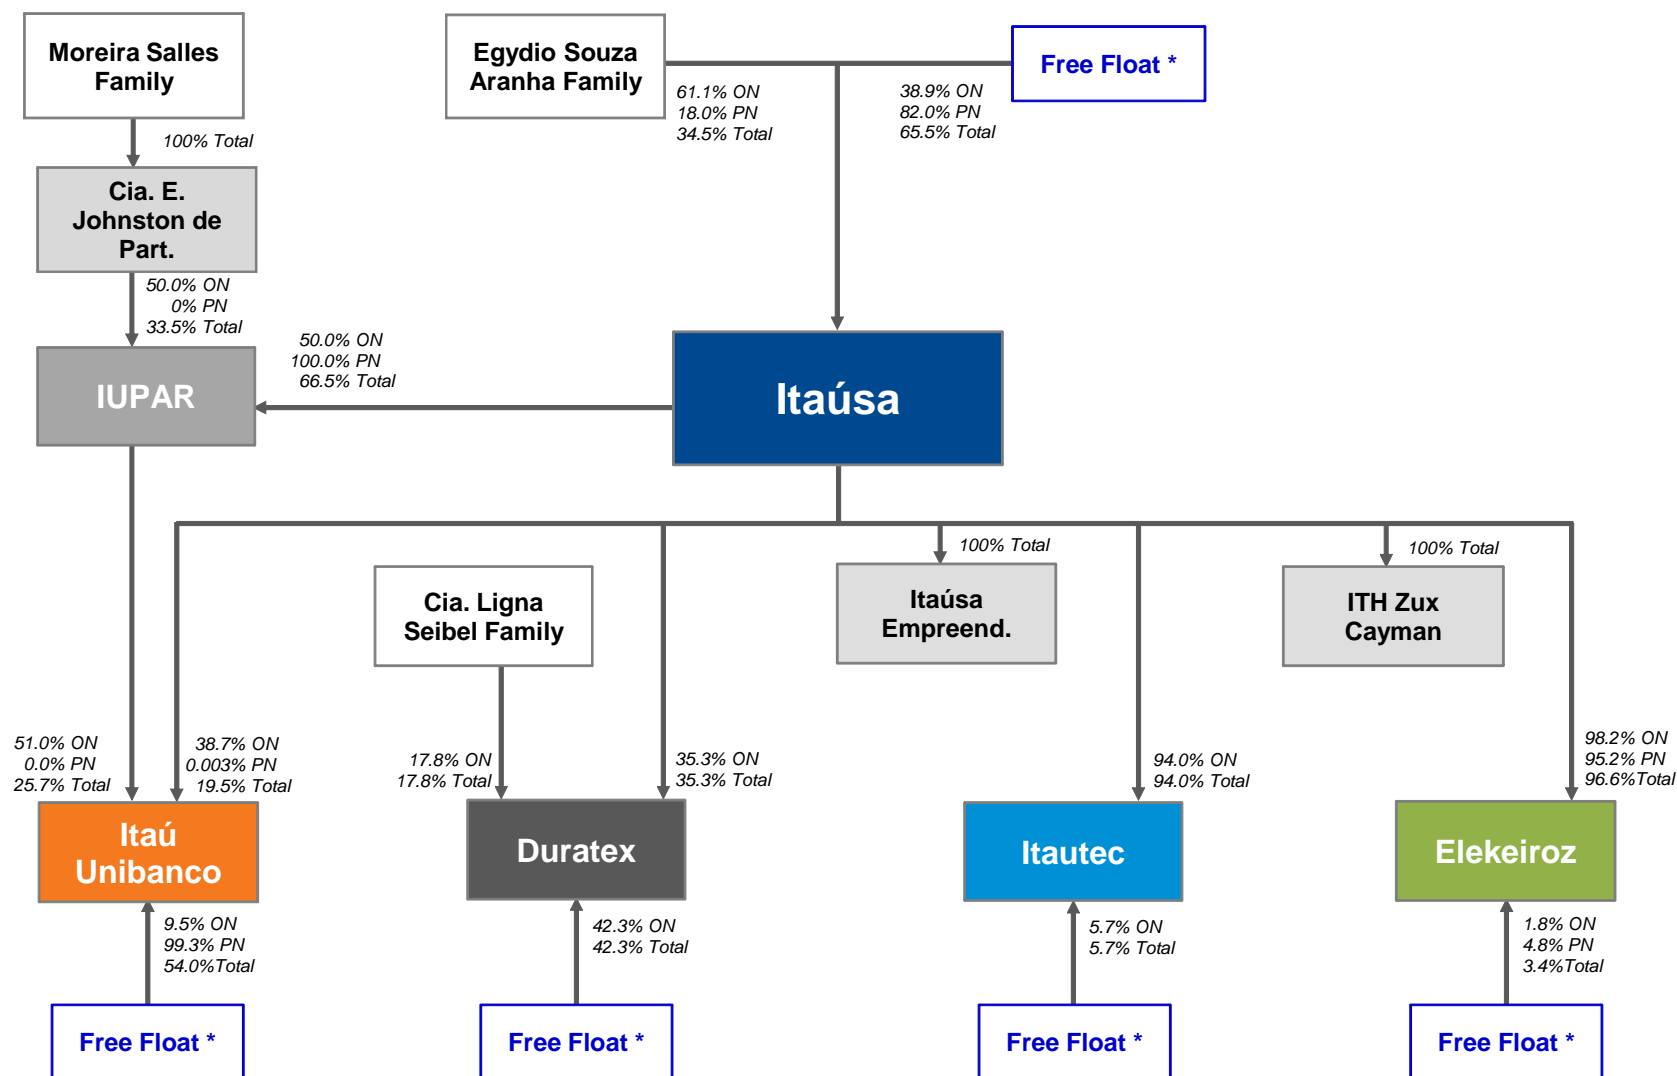 Moreira Salles
Family
Egydio Souza
Aranha Family
Free Float *
61.1% ON
18.0% PN
34.5% Total
38.9% ON
82.0% PN
65.5% Total
100% Total
Cia. E.
Johnston de
Part.
50.0% ON
0% PN
33.5% Total
50.0% ON
100.0% PN
66.5% Total
IUPAR
Itaúsa
100% Total
100% Total
Cia. Ligna
Seibel Family
Itaúsa
Empreend.
ITH Zux
Cayman
51.0% ON
0.0% PN
25.7% Total
38.7% ON
0.003% PN
19.5% Total
17.8% ON
17.8% Total
35.3% ON
35.3% Total
94.0% ON
94.0% Total
98.2% ON
95.2% PN
96.6%Total
Itaú
Unibanco
Duratex
Itautec
Elekeiroz
9.5% ON
99.3% PN
54.0%Total
42.3% ON
42.3% Total
5.7% ON
5.7% Total
1.8% ON
4.8% PN
3.4%Total
Free Float *
Free Float *
Free Float *
Free Float *